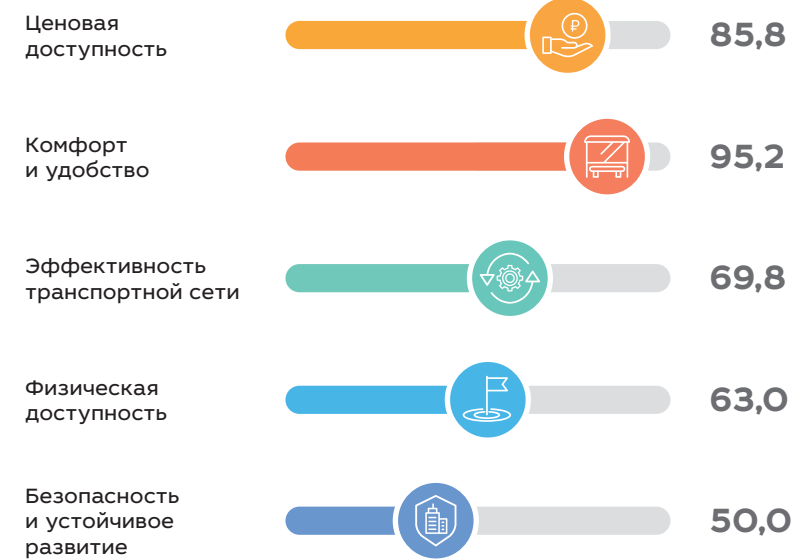 Ценовая
доступность
85,8
Комфорт
и удобство
95,2
Эффективность
транспортной сети
69,8
Физическая
доступность
63,0
Безопасность
и устойчивое
развитие
50,0